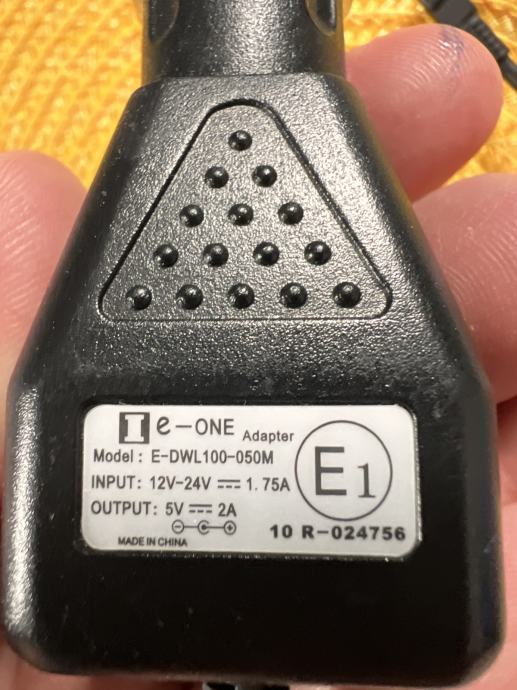 e-ONE Adapter
Model : E-DWL100-050M
INPUT: 12V-24V ⎓ 1.75A
OUTPUT: 5V ⎓ 2A
MADE IN CHINA
E1
10 R-024756